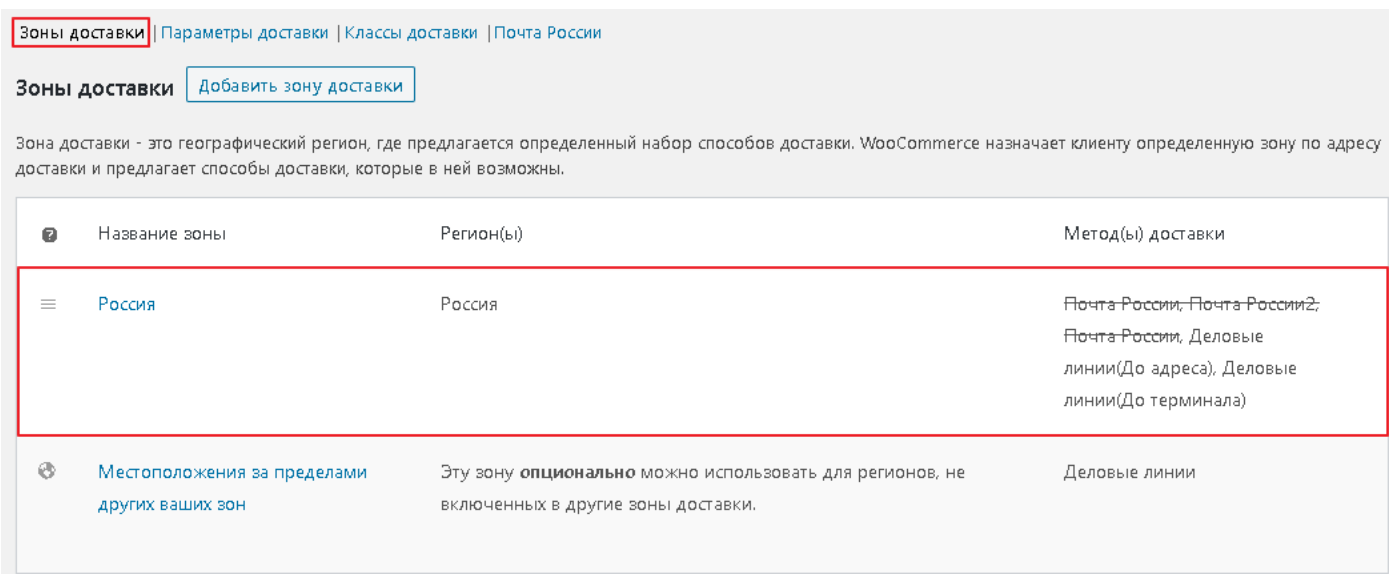 Зоны доставки | Параметры доставки | Классы доставки | Почта России
Зоны доставки Добавить зону доставки
Зона доставки - это географический регион, где предлагается определенный набор способов доставки. WooCommerce назначает клиенту определенную зону по адресу
доставки и предлагает способы доставки, которые в ней возможны.
Название зоны Регион(ы) Метод(ы) доставки
Россия Россия Почта России, Почта России2,
Почта России, Деловые
линии(До адреса), Деловые
линии(До терминала)
Местоположения за пределами Эту зону опционально можно использовать для регионов, не Деловые линии
других ваших зон включенных в другие зоны доставки.